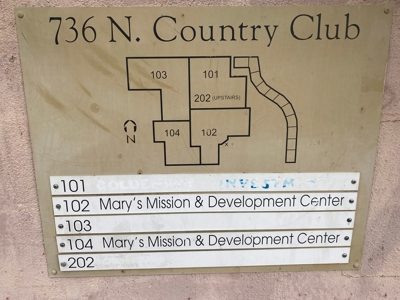 736 N. Country Club
103
101
202 (UPSTAIRS)
104
102
x
N
101
102 Mary's Mission & Development Center
103
104 Mary's Mission & Development Center
202